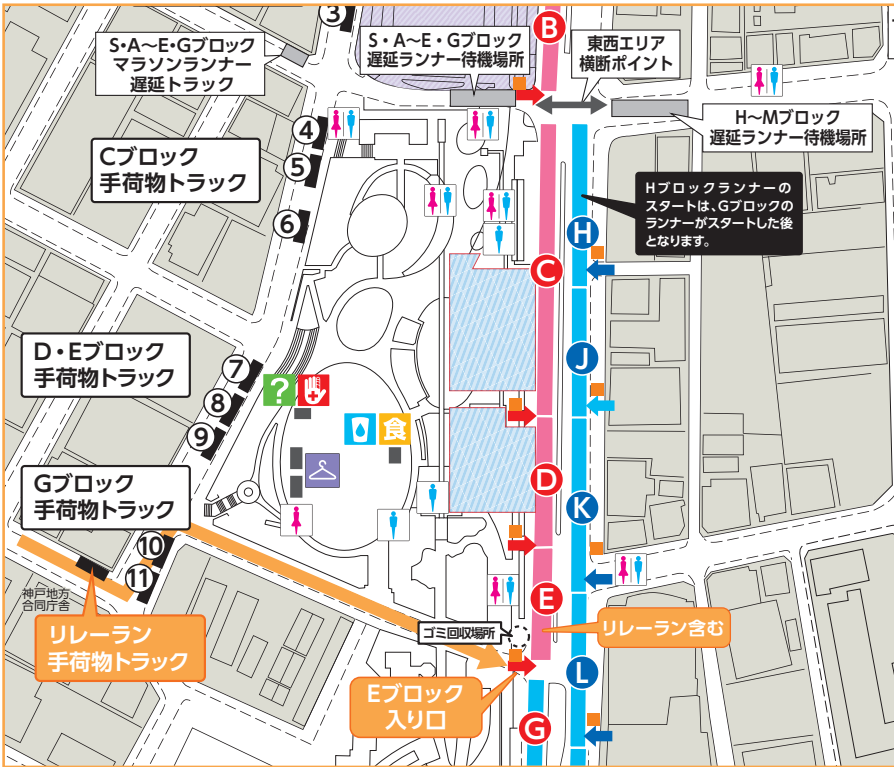 ③
B
S・A～E・Gブロック
マラソンランナー
遅延トラック
S・A～E・Gブロック
遅延ランナー待機場所
東西エリア
横断ポイント
H～Mブロック
遅延ランナー待機場所
④
Cブロック
手荷物トラック
⑤
⑥
Hブロックランナーの
スタートは、Gブロックの
ランナーがスタートした後
となります。
H
C
D・Eブロック
手荷物トラック
⑦
⑧
⑨
?
食
J
D
K
Gブロック
手荷物トラック
⑩
⑪
神戸地方
合同庁舎
リレーラン
手荷物トラック
ゴミ回収場所
E
リレーラン含む
Eブロック
入り口
L
G